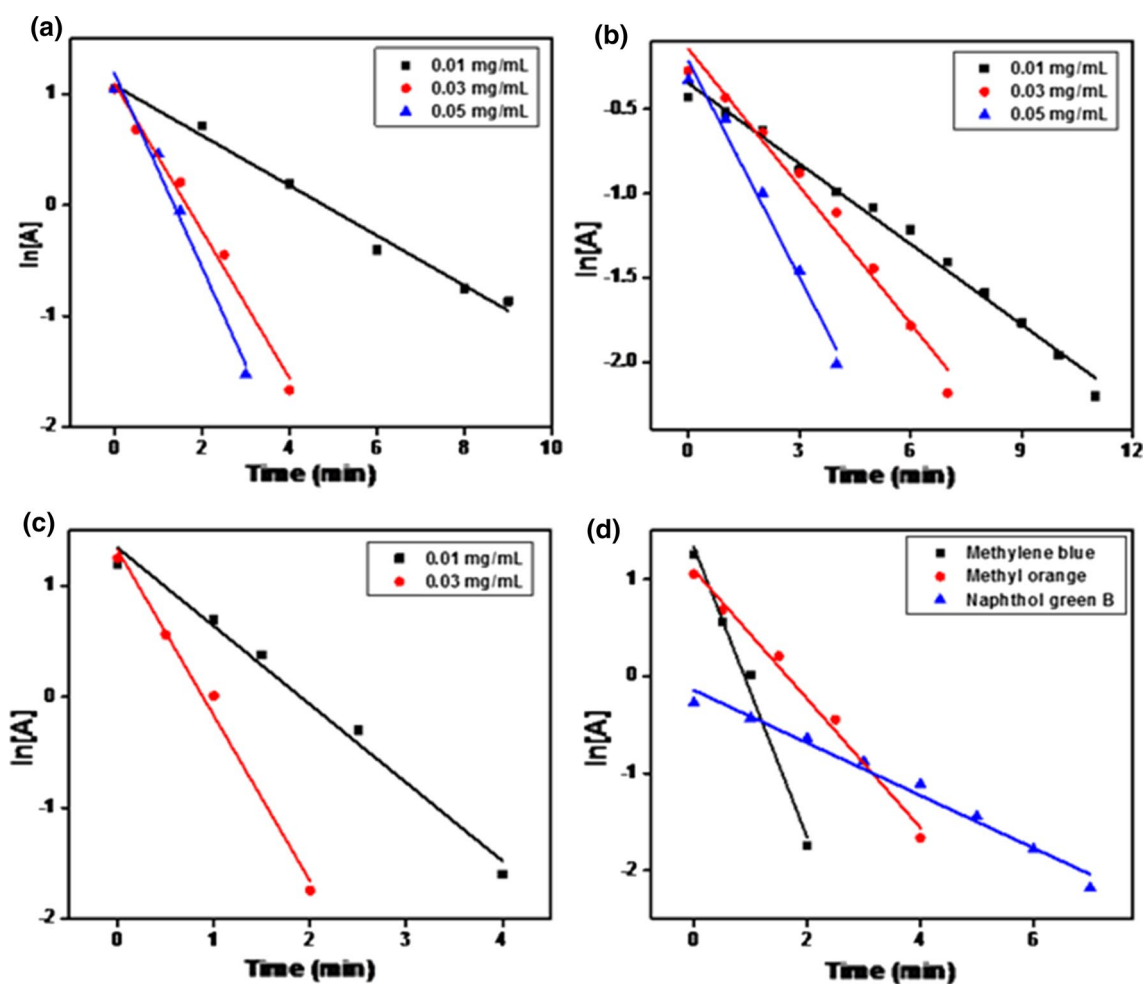 (a)
0.01 mg/mL
0.03 mg/mL
0.05 mg/mL
ln[A]
1
0
-1
-2
0 2 4 6 8 10
Time (min)
(b)
0.01 mg/mL
0.03 mg/mL
0.05 mg/mL
ln[A]
-0.5
-1.0
-1.5
-2.0
0 3 6 9 12
Time (min)
(c)
0.01 mg/mL
0.03 mg/mL
ln[A]
1
0
-1
-2
0 1 2 3 4
Time (min)
(d)
Methylene blue
Methyl orange
Naphthol green B
ln[A]
1
0
-1
-2
0 2 4 6
Time (min)